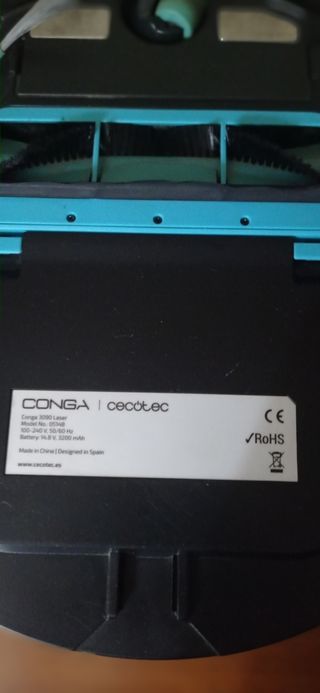 CONGA | cecotec
Conga 3090 Laser
Model No. 05148
100-240 V, 50/60 Hz
Battery: 14.8 V, 3200 mAh
Made in China | Designed in Spain
www.cecotec.es
CE
✓RoHS